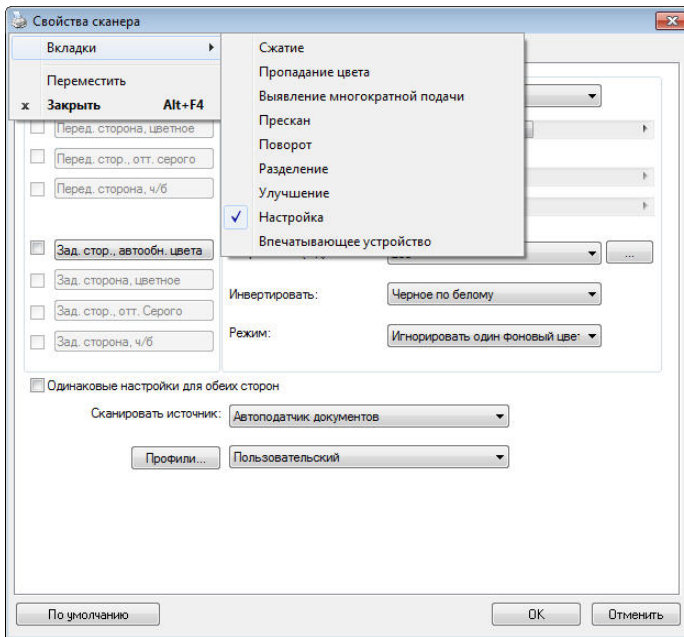 Свойства сканера
Вкладки
Переместить
x Закрыть Alt+F4
Сжатие
Пропадание цвета
Выявление многократной подачи
Прескан
Поворот
Разделение
Улучшение
Настройка
Впечатывающее устройство
Перед. сторона, цветное
Перед. стор., отт. серого
Перед. сторона, ч/б
Зад. стор., автообн. цвета
...
Зад. сторона, цветное
Инвертировать: Черное по белому
Зад. стор., отт. Серого
Режим: Игнорировать один фоновый цвет
Зад. сторона, ч/б
Одинаковые настройки для обеих сторон
Сканировать источник: Автоподатчик документов
Профили... Пользовательский
По умолчанию OK Отменить